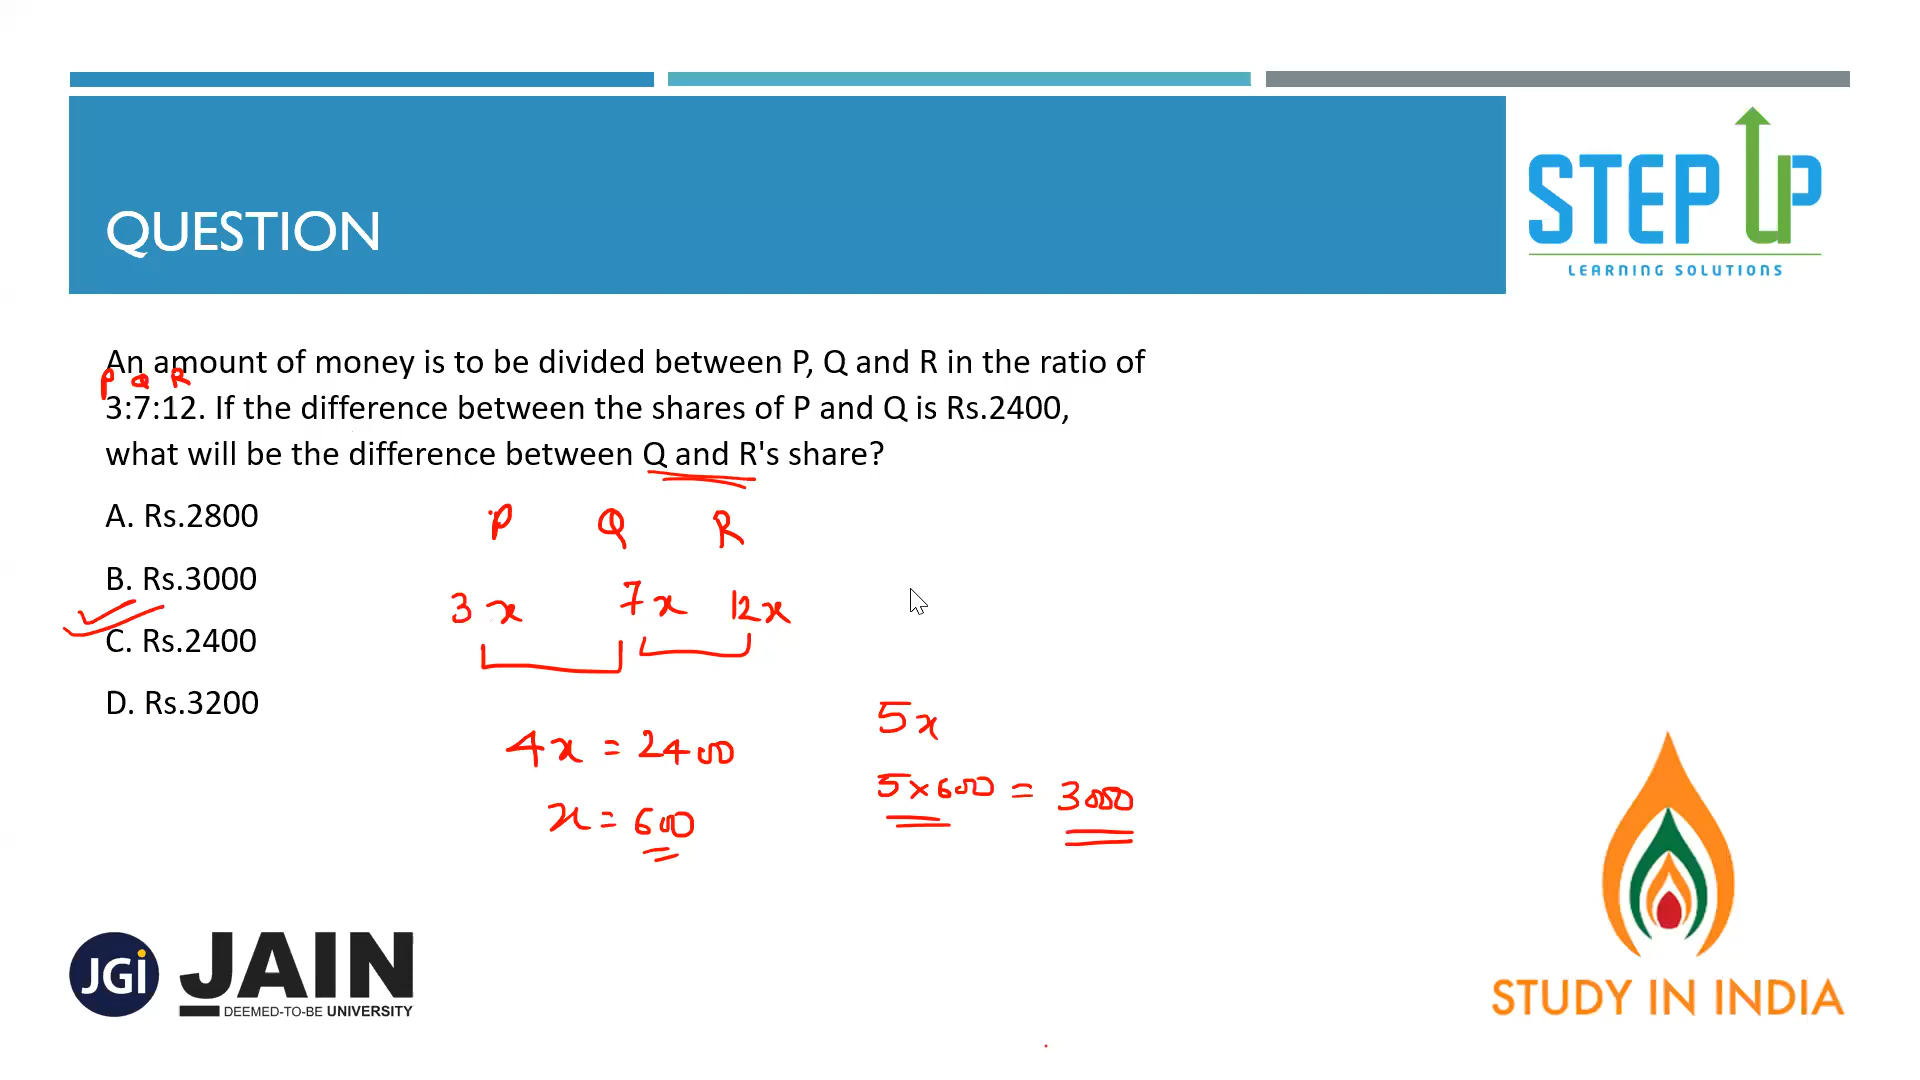 STEP UP
LEARNING SOLUTIONS
QUESTION
An amount of money is to be divided between P, Q and R in the ratio of
P Q R
3:7:12. If the difference between the shares of P and Q is Rs.2400,
what will be the difference between Q and R's share?
A. Rs.2800
B. Rs.3000
C. Rs.2400
D. Rs.3200
P Q R
3x 7x 12x
4x = 2400
x = 600
5x
5×600 = 3000
JGi JAIN
DEEMED-TO-BE UNIVERSITY
STUDY IN INDIA